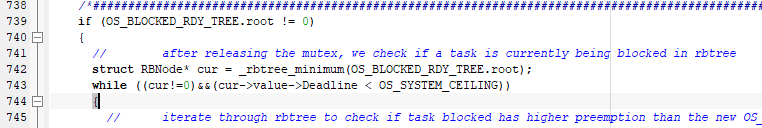 738 /*##################################################################################################
739 if (OS_BLOCKED_RDY_TREE.root != 0)
740 {
741 // after releasing the mutex, we check if a task is currently being blocked in rbtree
742 struct RBNode* cur = _rbtree_minimum(OS_BLOCKED_RDY_TREE.root);
743 while ((cur!=0)&&(cur->value->Deadline < OS_SYSTEM_CEILING))
744 {
745 // iterate through rbtree to check if task blocked has higher preemption than the new OS_